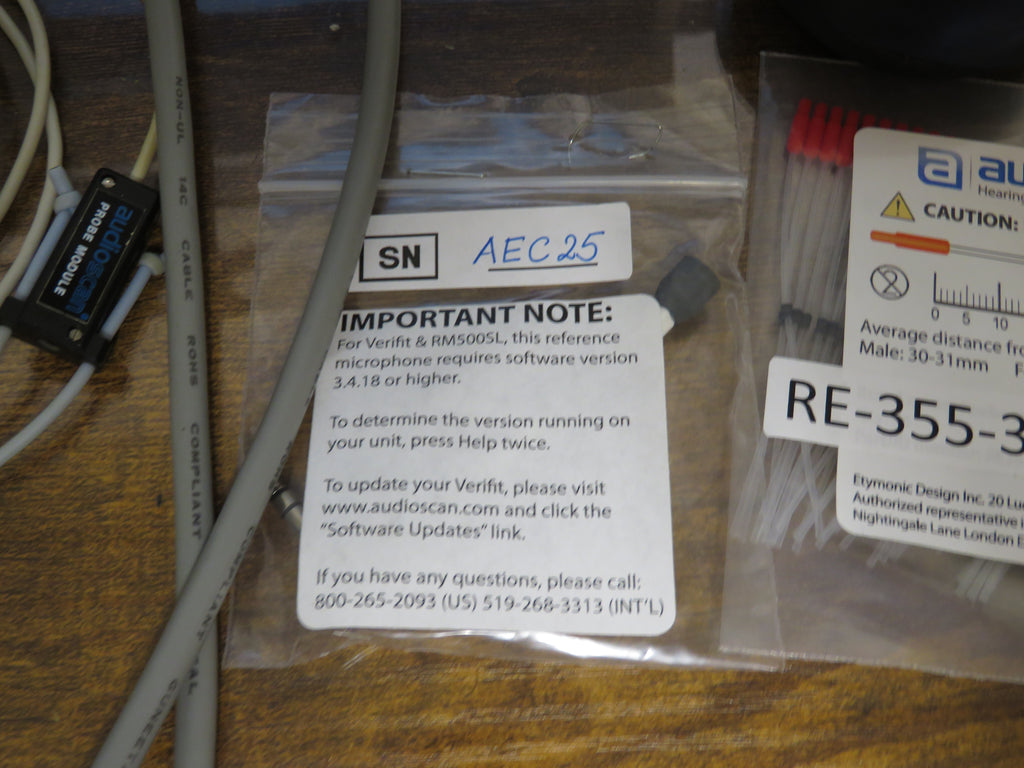 NON-UL 14C CABLE ROHS COMPLIANT
audioscan
PROBE MODULE
SN AEC25
IMPORTANT NOTE:
For Verifit & RM500SL, this reference
microphone requires software version
3.4.18 or higher.
To determine the version running on
your unit, press Help twice.
To update your Verifit, please visit
www.audioscan.com and click the
"Software Updates" link.
If you have any questions, please call:
800-265-2093 (US) 519-268-3313 (INT'L)
a au
Hearing
CAUTION:
0 5 10
Average distance fro
Male: 30-31mm F
RE-355-3
Etymonic Design Inc. 20 Lu
Authorized representative i
Nightingale Lane London E